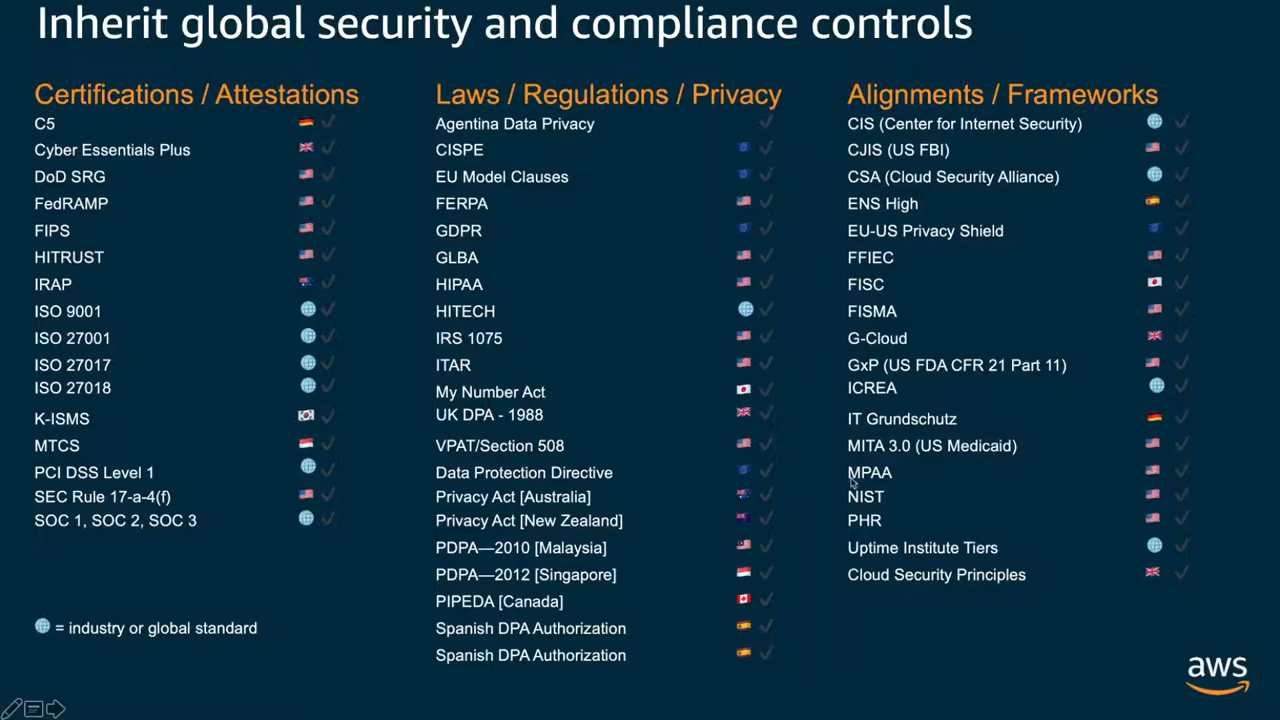 Inherit global security and compliance controls
Certifications / Attestations
C5
Cyber Essentials Plus
DoD SRG
FedRAMP
FIPS
HITRUST
IRAP
ISO 9001
ISO 27001
ISO 27017
ISO 27018
K-ISMS
MTCS
PCI DSS Level 1
SEC Rule 17-a-4(f)
SOC 1, SOC 2, SOC 3
= industry or global standard
Laws / Regulations / Privacy
Agentina Data Privacy
CISPE
EU Model Clauses
FERPA
GDPR
GLBA
HIPAA
HITECH
IRS 1075
ITAR
My Number Act
UK DPA - 1988
VPAT/Section 508
Data Protection Directive
Privacy Act [Australia]
Privacy Act [New Zealand]
PDPA—2010 [Malaysia]
PDPA—2012 [Singapore]
PIPEDA [Canada]
Spanish DPA Authorization
Spanish DPA Authorization
Alignments / Frameworks
CIS (Center for Internet Security)
CJIS (US FBI)
CSA (Cloud Security Alliance)
ENS High
EU-US Privacy Shield
FFIEC
FISC
FISMA
G-Cloud
GxP (US FDA CFR 21 Part 11)
ICREA
IT Grundschutz
MITA 3.0 (US Medicaid)
MPAA
NIST
PHR
Uptime Institute Tiers
Cloud Security Principles
aws